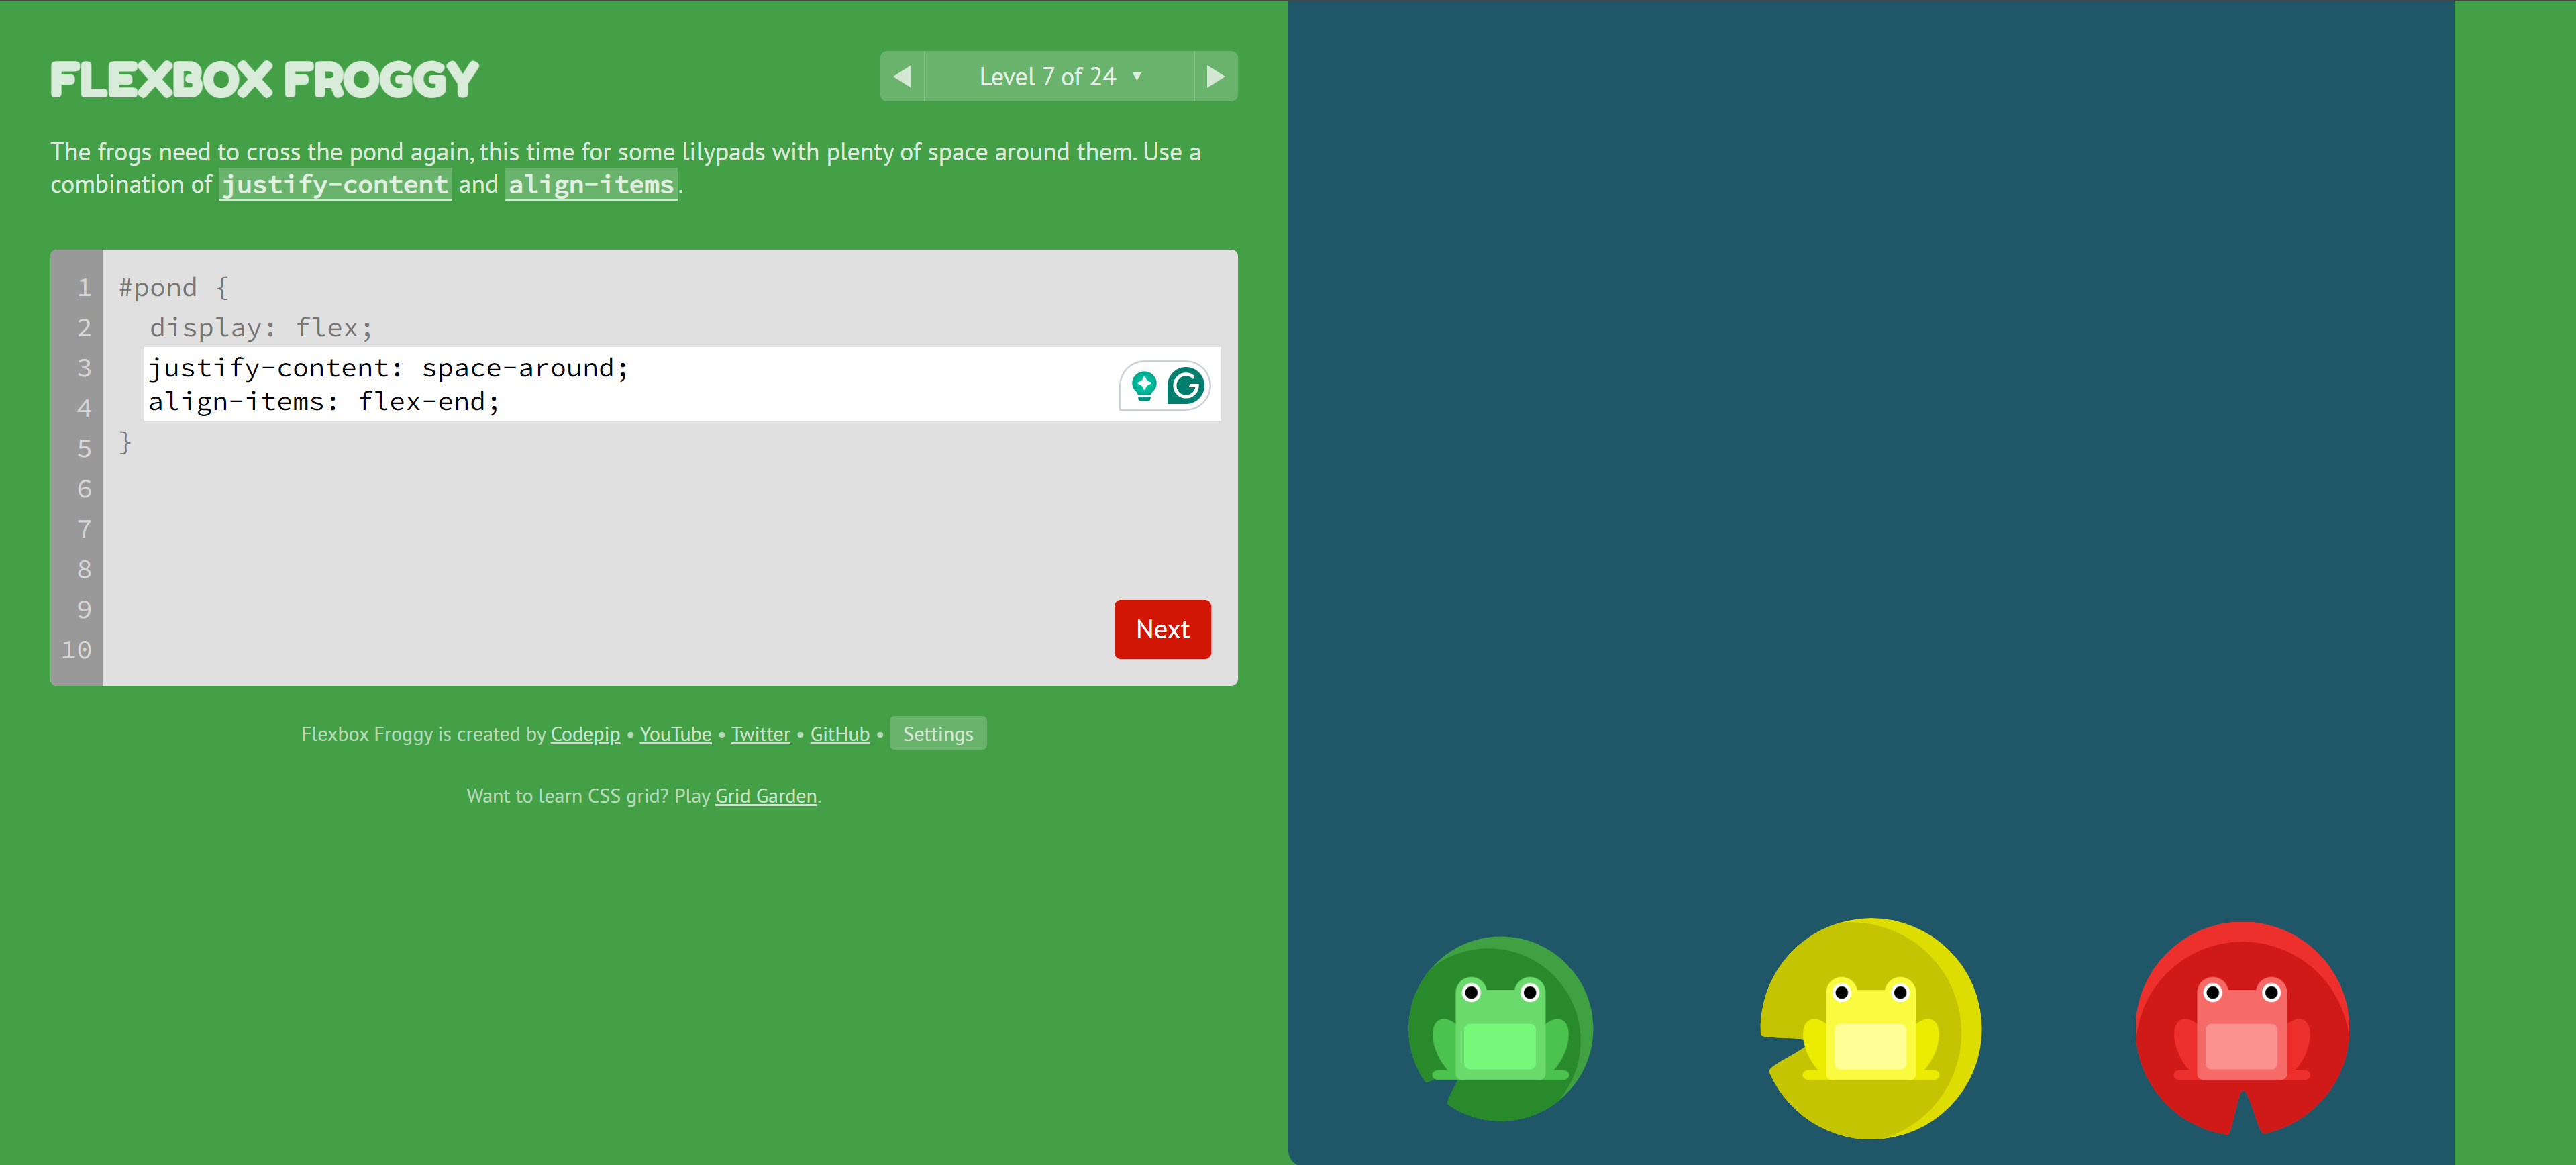 FLEXBOX FROGGY
Level 7 of 24
The frogs need to cross the pond again, this time for some lilypads with plenty of space around them. Use a
combination of justify-content and align-items.
1 #pond {
2 display: flex;
3 justify-content: space-around;
4 align-items: flex-end;
5 }
6
7
8
9
10
Next
Flexbox Froggy is created by Codepip • YouTube • Twitter • GitHub • Settings
Want to learn CSS grid? Play Grid Garden.